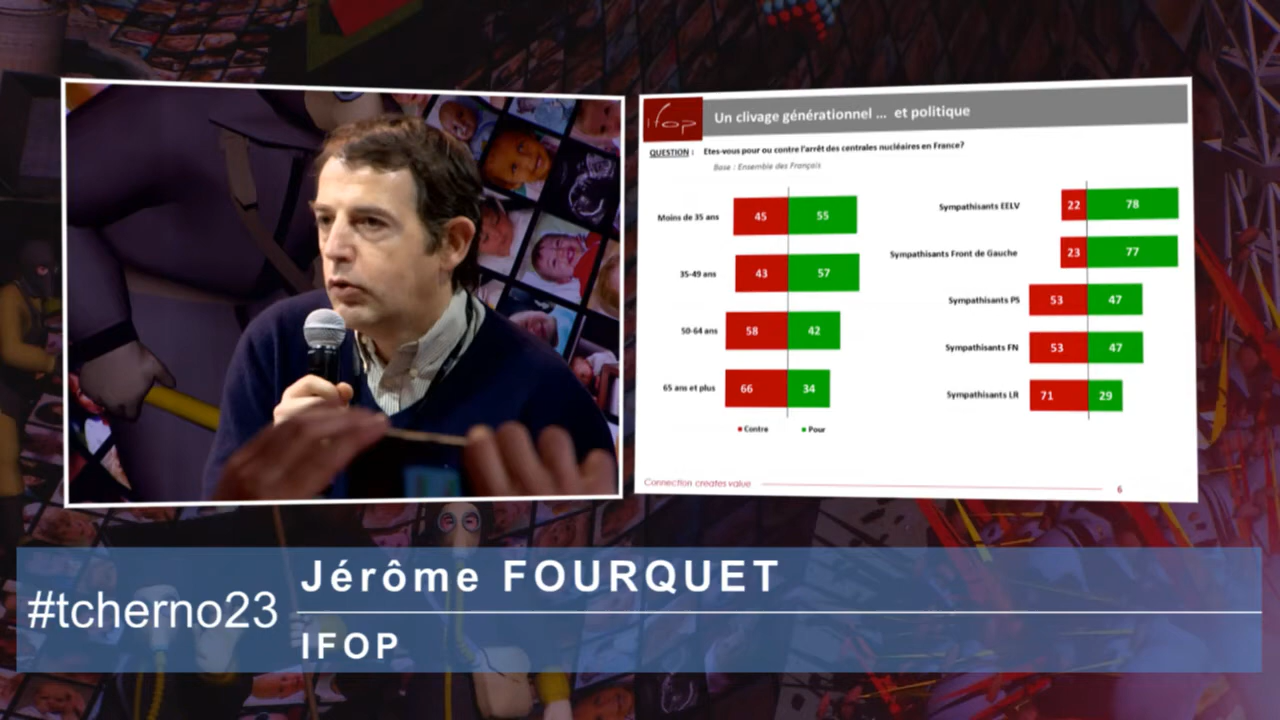 ifop
Un clivage générationnel ... et politique
QUESTION : Etes-vous pour ou contre l'arrêt des centrales nucléaires en France?
Base : Ensemble des Français
Moins de 35 ans 45 55
35-49 ans 43 57
50-64 ans 58 42
65 ans et plus 66 34
Contre Pour
Sympathisants EELV 22 78
Sympathisants Front de Gauche 23 77
Sympathisants PS 53 47
Sympathisants FN 53 47
Sympathisants LR 71 29
Connection creates value 6
#tcherno23
Jérôme FOURQUET
IFOP